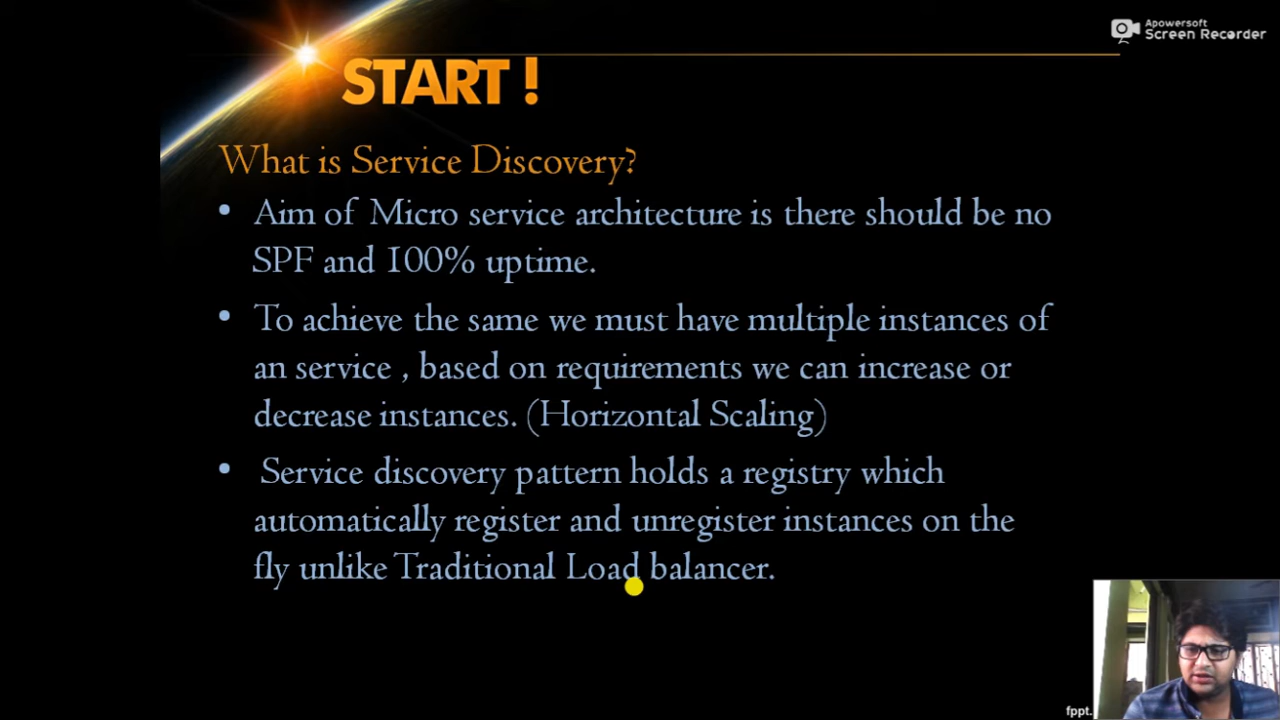 Apowersoft
Screen Recorder
START !
What is Service Discovery?
• Aim of Micro service architecture is there should be no
SPF and 100% uptime.
• To achieve the same we must have multiple instances of
an service , based on requirements we can increase or
decrease instances. (Horizontal Scaling)
• Service discovery pattern holds a registry which
automatically register and unregister instances on the
fly unlike Traditional Load balancer.
fppt.